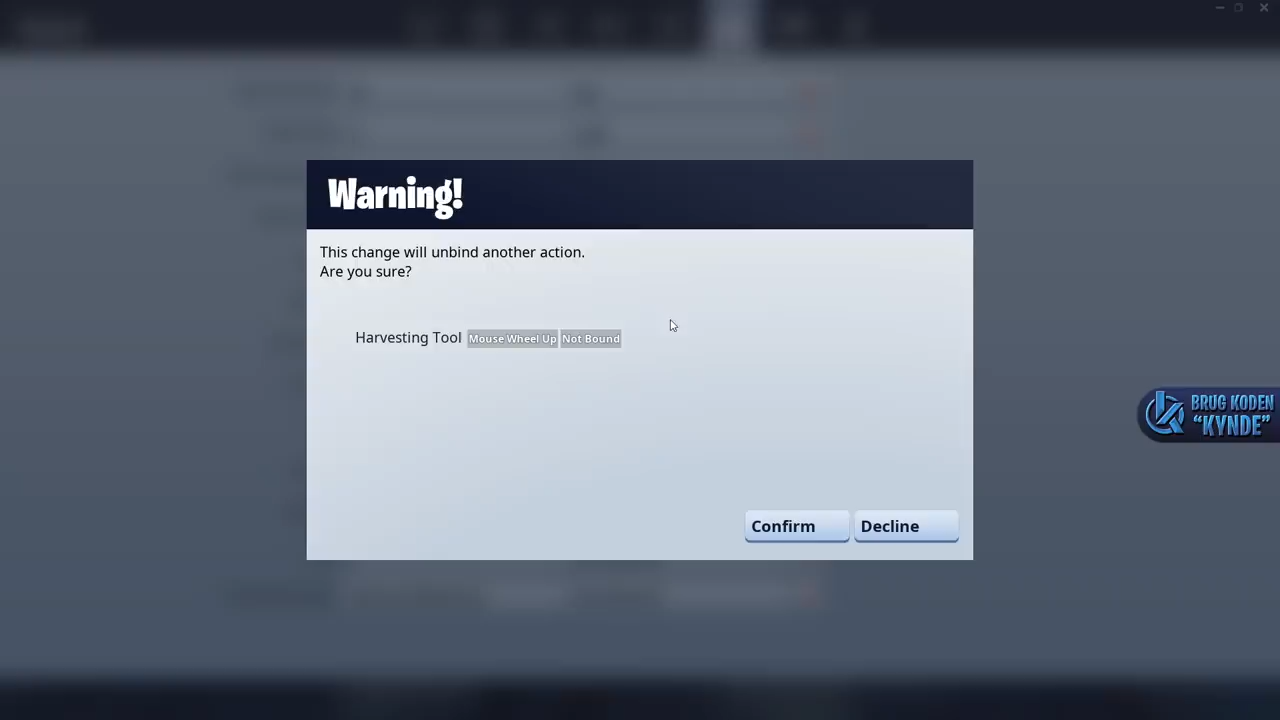 Warning!
This change will unbind another action.
Are you sure?
Harvesting Tool Mouse Wheel Up Not Bound
BRUG KODEN
“KYNDE”
Confirm Decline